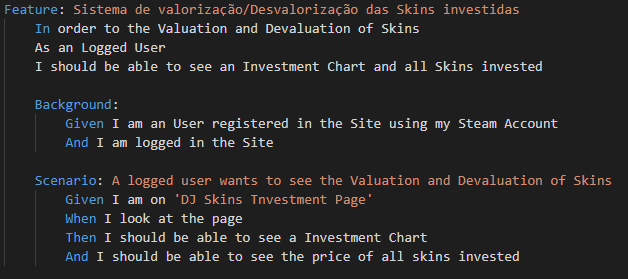 Feature: Sistema de valorização/Desvalorização das Skins investidas
In order to the Valuation and Devaluation of Skins
As an Logged User
I should be able to see an Investment Chart and all Skins invested
Background:
Given I am an User registered in the Site using my Steam Account
And I am logged in the Site
Scenario: A logged user wants to see the Valuation and Devaluation of Skins
Given I am on 'DJ Skins Tnvestment Page'
When I look at the page
Then I should be able to see a Investment Chart
And I should be able to see the price of all skins invested